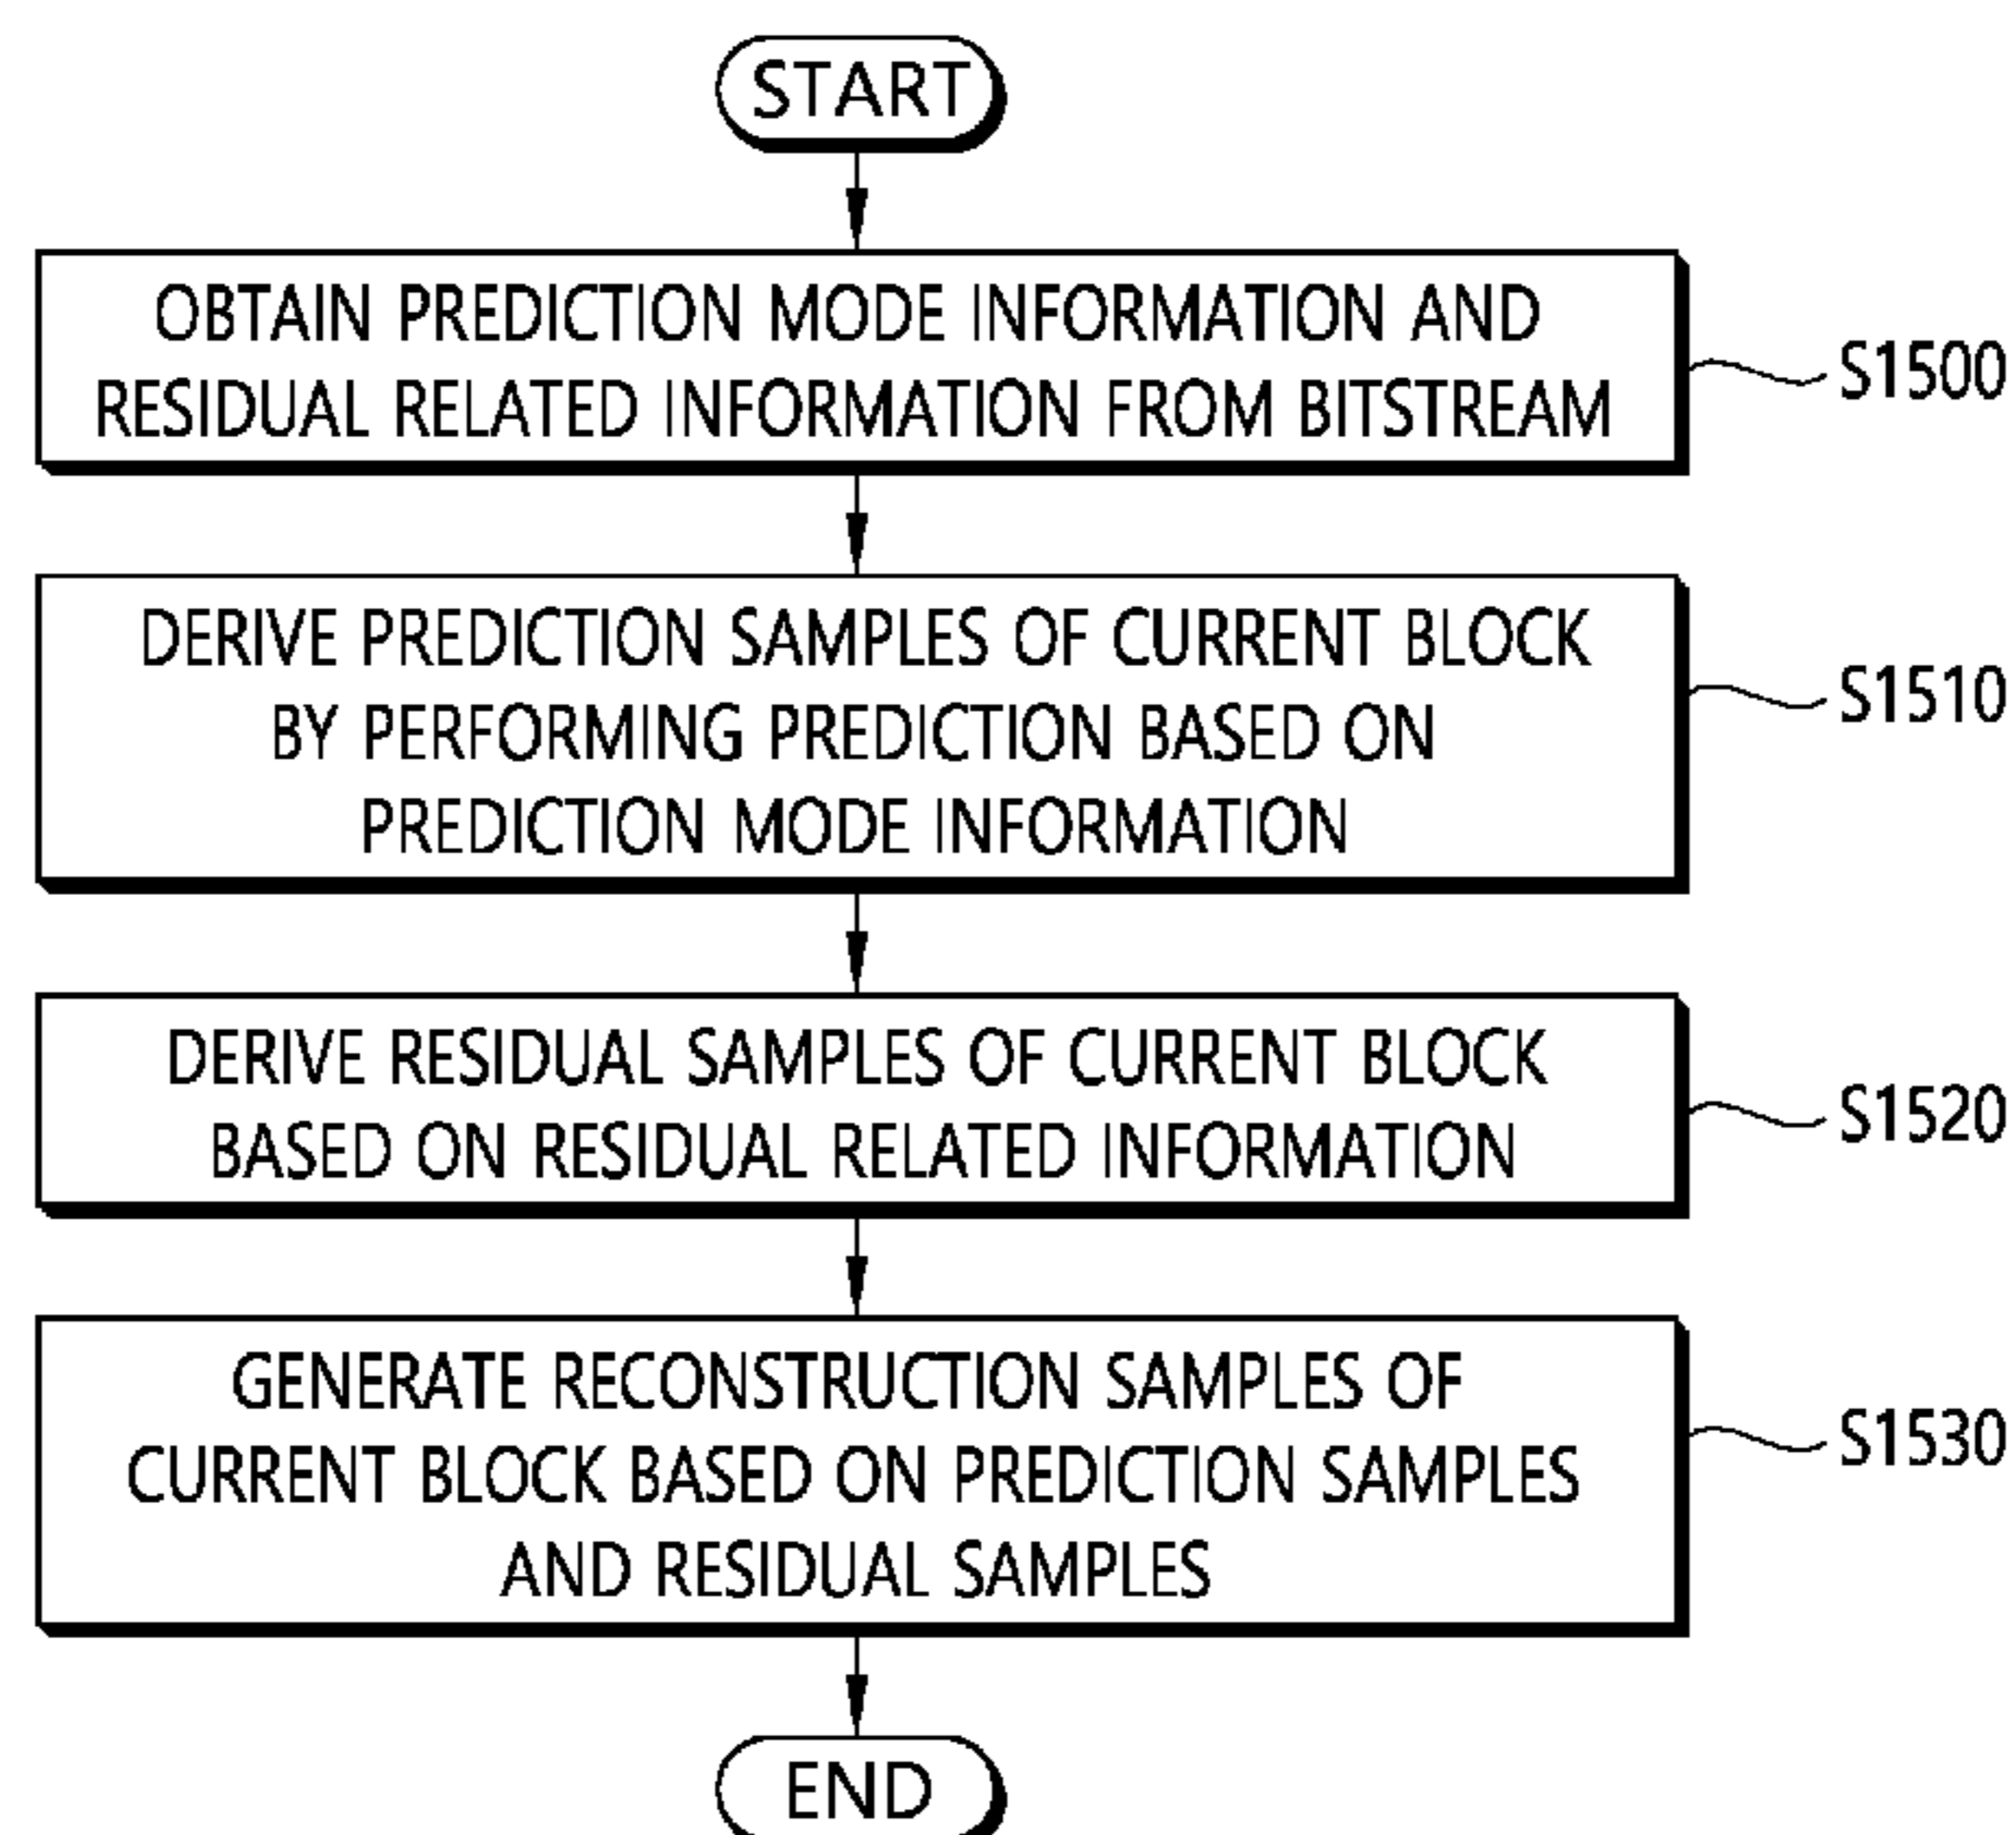 START
OBTAIN PREDICTION MODE INFORMATION AND
RESIDUAL RELATED INFORMATION FROM BITSTREAM
S1500
DERIVE PREDICTION SAMPLES OF CURRENT BLOCK
BY PERFORMING PREDICTION BASED ON
PREDICTION MODE INFORMATION
S1510
DERIVE RESIDUAL SAMPLES OF CURRENT BLOCK
BASED ON RESIDUAL RELATED INFORMATION
S1520
GENERATE RECONSTRUCTION SAMPLES OF
CURRENT BLOCK BASED ON PREDICTION SAMPLES
AND RESIDUAL SAMPLES
S1530
END